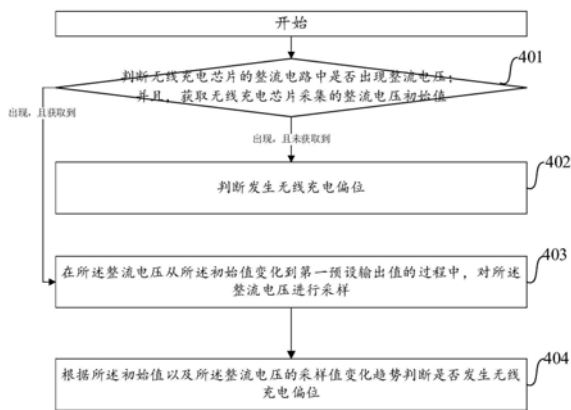 开始
判断无线充电芯片的整流电路中是否出现整流电压；
并且，获取无线充电芯片采集的整流电压初始值
401
出现，且获取到
出现，且未获取到
402
判断发生无线充电偏位
403
在所述整流电压从所述初始值变化到第一预设输出值的过程中，对所述
整流电压进行采样
404
根据所述初始值以及所述整流电压的采样值变化趋势判断是否发生无线
充电偏位